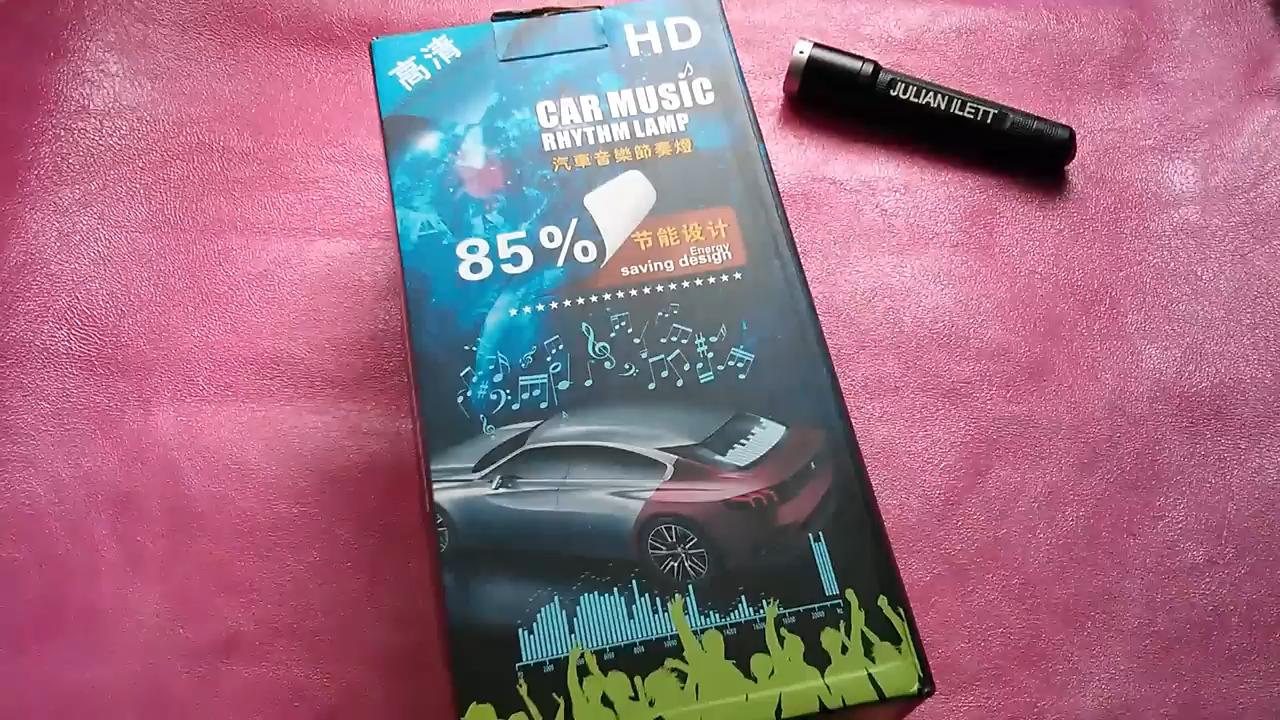 高清
HD
CAR MUSIC
RHYTHM LAMP
汽車音樂節奏燈
85%
节能设计
Energy
saving design
JULIAN ILETT